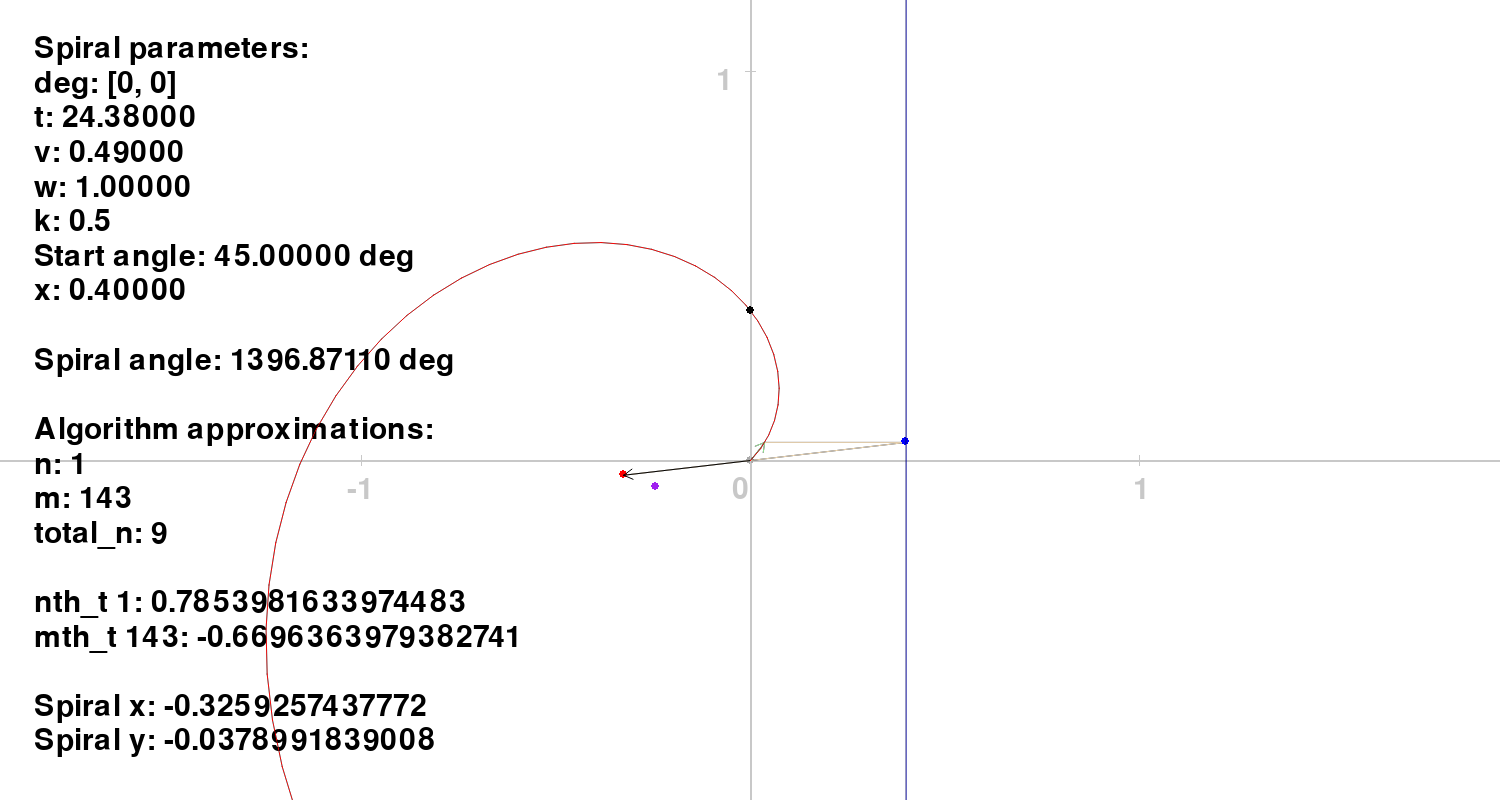 Spiral parameters:
deg: [0, 0]
t: 24.38000
v: 0.49000
w: 1.00000
k: 0.5
Start angle: 45.00000 deg
x: 0.40000
Spiral angle: 1396.87110 deg
Algorithm approximations:
n: 1
m: 143
total_n: 9
nth_t 1: 0.7853981633974483
mth_t 143: -0.6696363979382741
Spiral x: -0.3259257437772
Spiral y: -0.0378991839008
1
-1
0
1